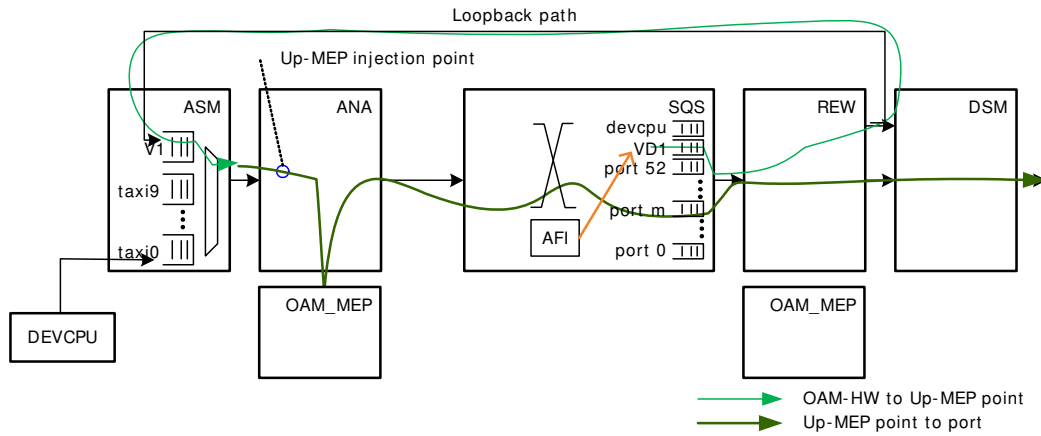 Loopback path
Up-MEP injection point
ASM
ANA
SQS
REW
DSM
devcpu
V1
VD1
port 52
taxi9
port m
AFI
taxi0
port 0
OAM_MEP
OAM_MEP
DEVCPU
OAM-HW to Up-MEP point
Up-MEP point to port